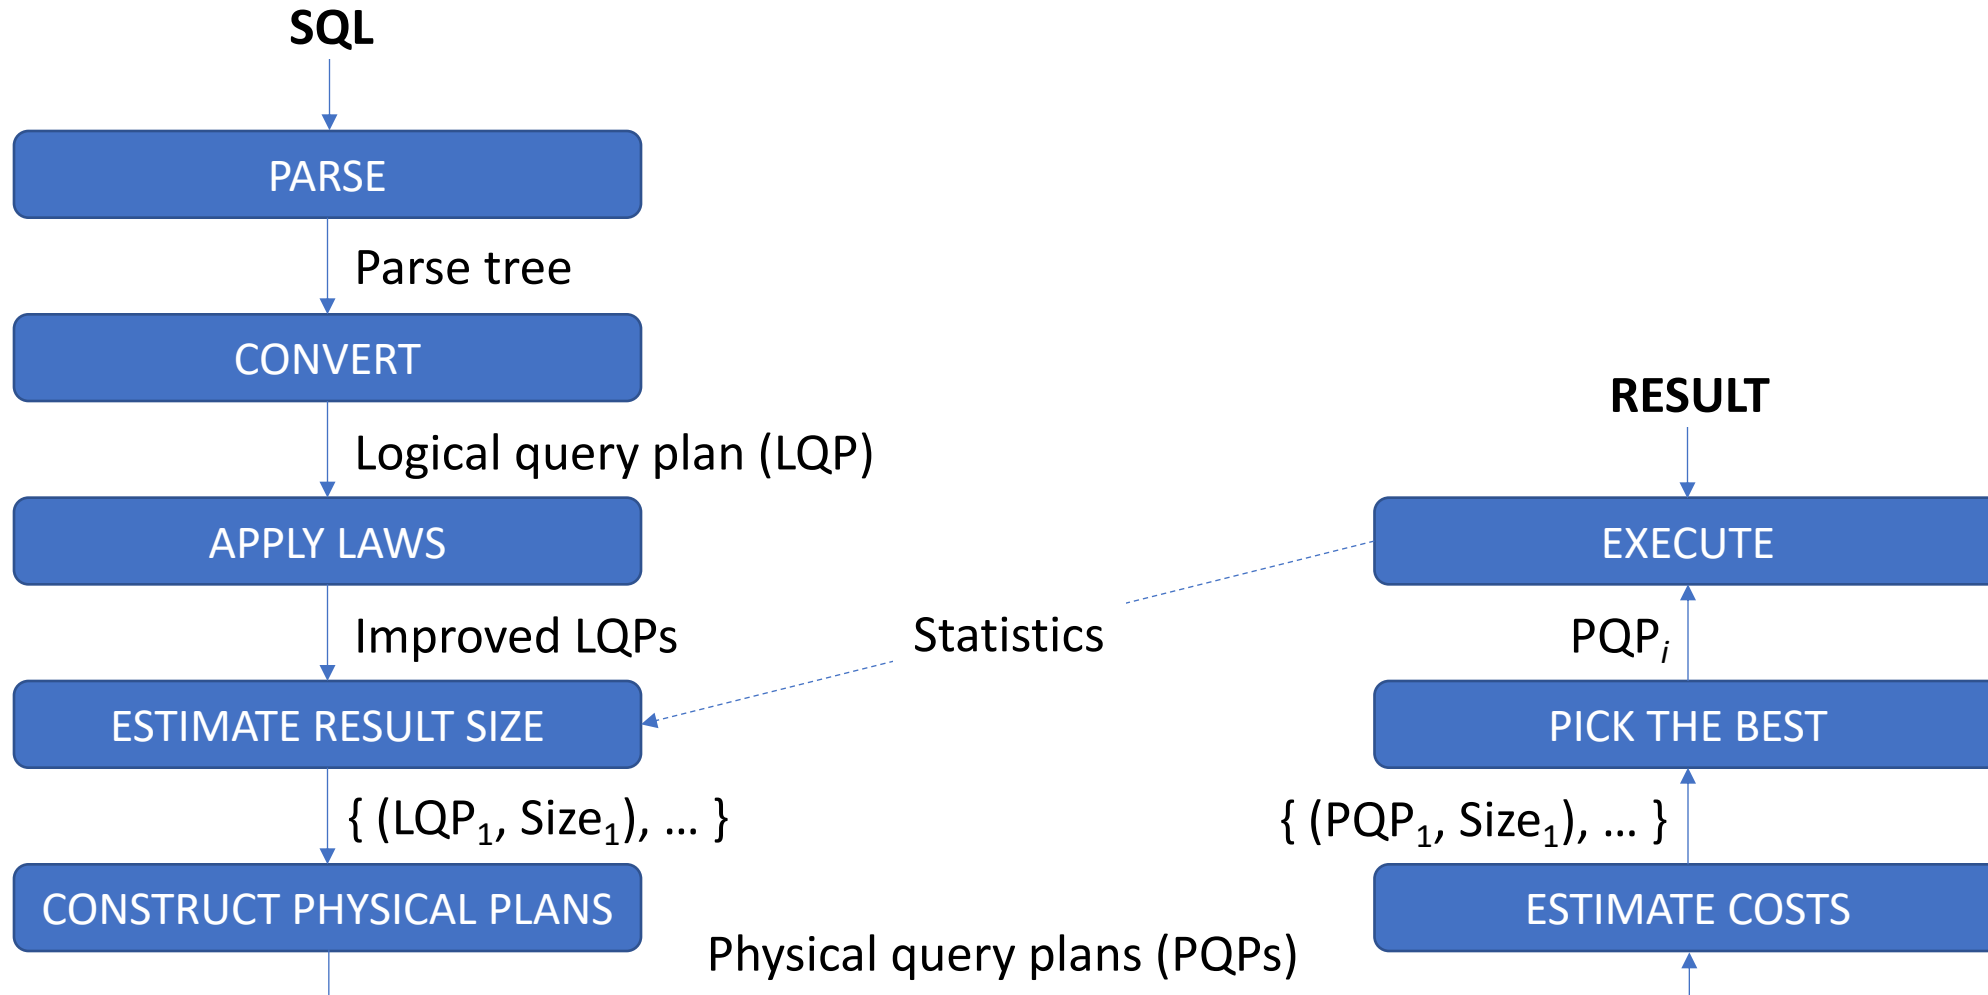 SQL
PARSE
Parse tree
CONVERT
Logical query plan (LQP)
APPLY LAWS
Improved LQPs
ESTIMATE RESULT SIZE
{ (LQP₁, Size₁), ... }
CONSTRUCT PHYSICAL PLANS
Statistics
Physical query plans (PQPs)
RESULT
EXECUTE
PQPᵢ
PICK THE BEST
{ (PQP₁, Size₁), ... }
ESTIMATE COSTS